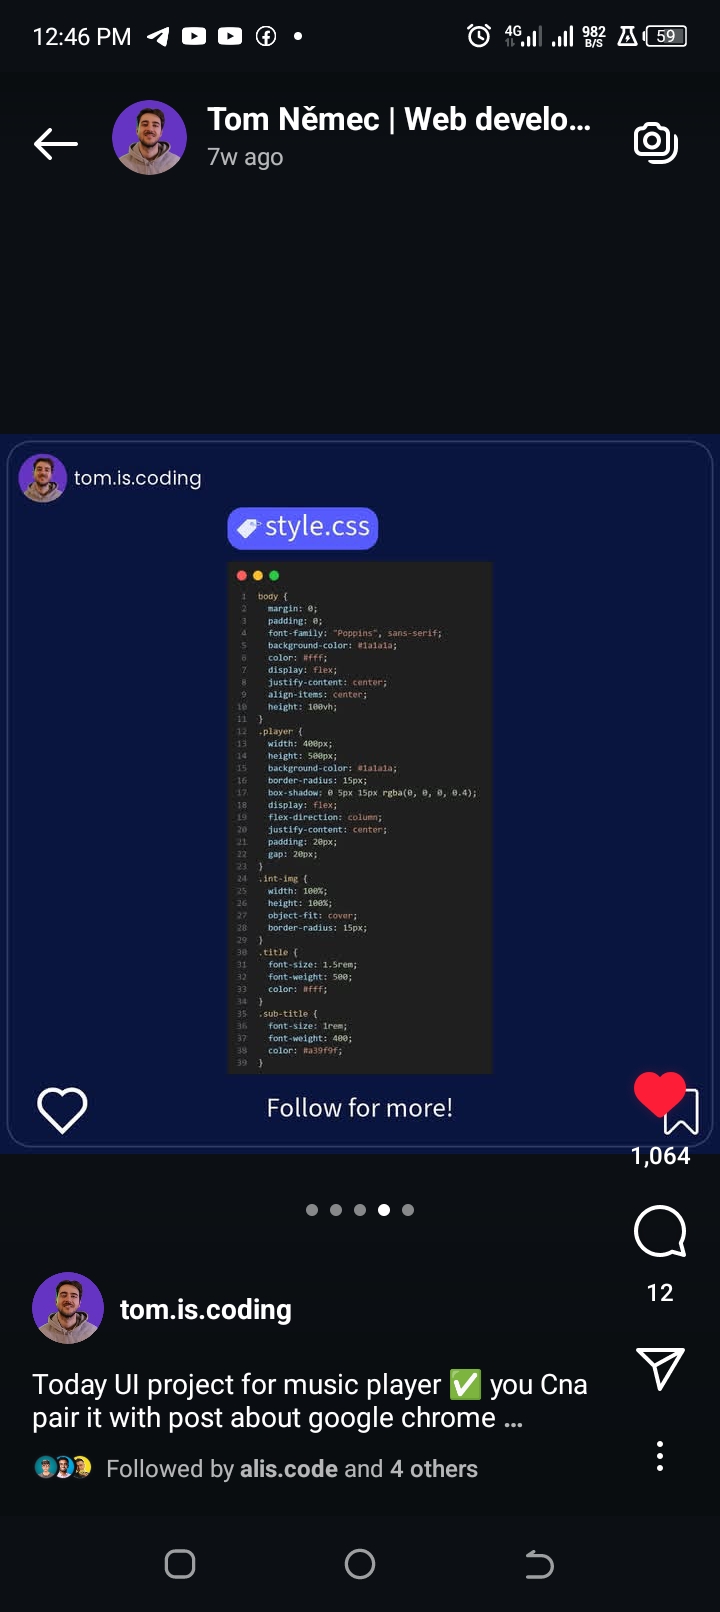 12:46 PM 4G 982 B/S 59
Tom Němec | Web develo...
7w ago
tom.is.coding
style.css
1 body {
2 margin: 0;
3 padding: 0;
4 font-family: "Poppins", sans-serif;
5 background-color: #1a1a1a;
6 color: #fff;
7 display: flex;
8 justify-content: center;
9 align-items: center;
10 height: 100vh;
11 }
12 .player {
13 width: 400px;
14 height: 500px;
15 background-color: #1a1a1a;
16 border-radius: 15px;
17 box-shadow: 0 5px 15px rgba(0, 0, 0, 0.4);
18 display: flex;
19 flex-direction: column;
20 justify-content: center;
21 padding: 20px;
22 gap: 20px;
23 }
24 .int-img {
25 width: 100%;
26 height: 100%;
27 object-fit: cover;
28 border-radius: 15px;
29 }
30 .title {
31 font-size: 1.5rem;
32 font-weight: 500;
33 color: #fff;
34 }
35 .sub-title {
36 font-size: 1rem;
37 font-weight: 400;
38 color: #a39f9f;
39 }
Follow for more!
1,064
12
tom.is.coding
Today UI project for music player ✅ you Cna
pair it with post about google chrome ...
Followed by alis.code and 4 others